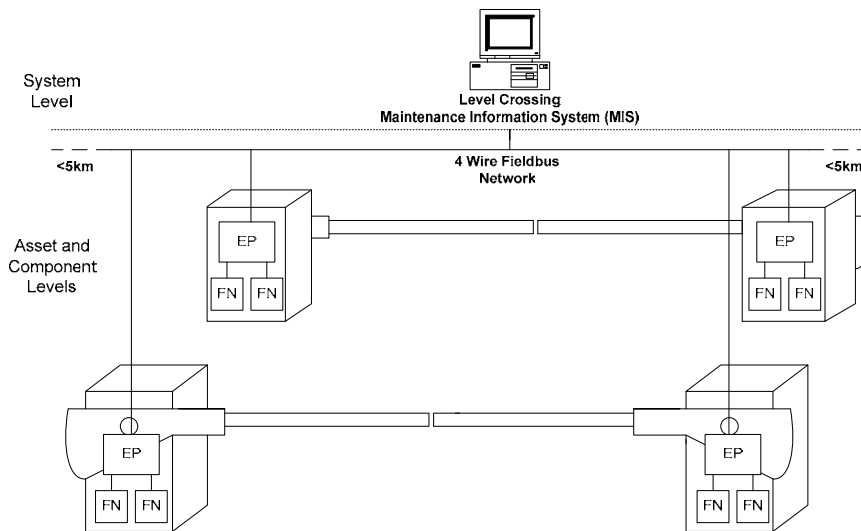 System
Level
Level Crossing
Maintenance Information System (MIS)
<5km
4 Wire Fieldbus
Network
<5km
Asset and
Component
Levels
EP
FN FN
EP
FN FN
EP
FN FN
EP
FN FN